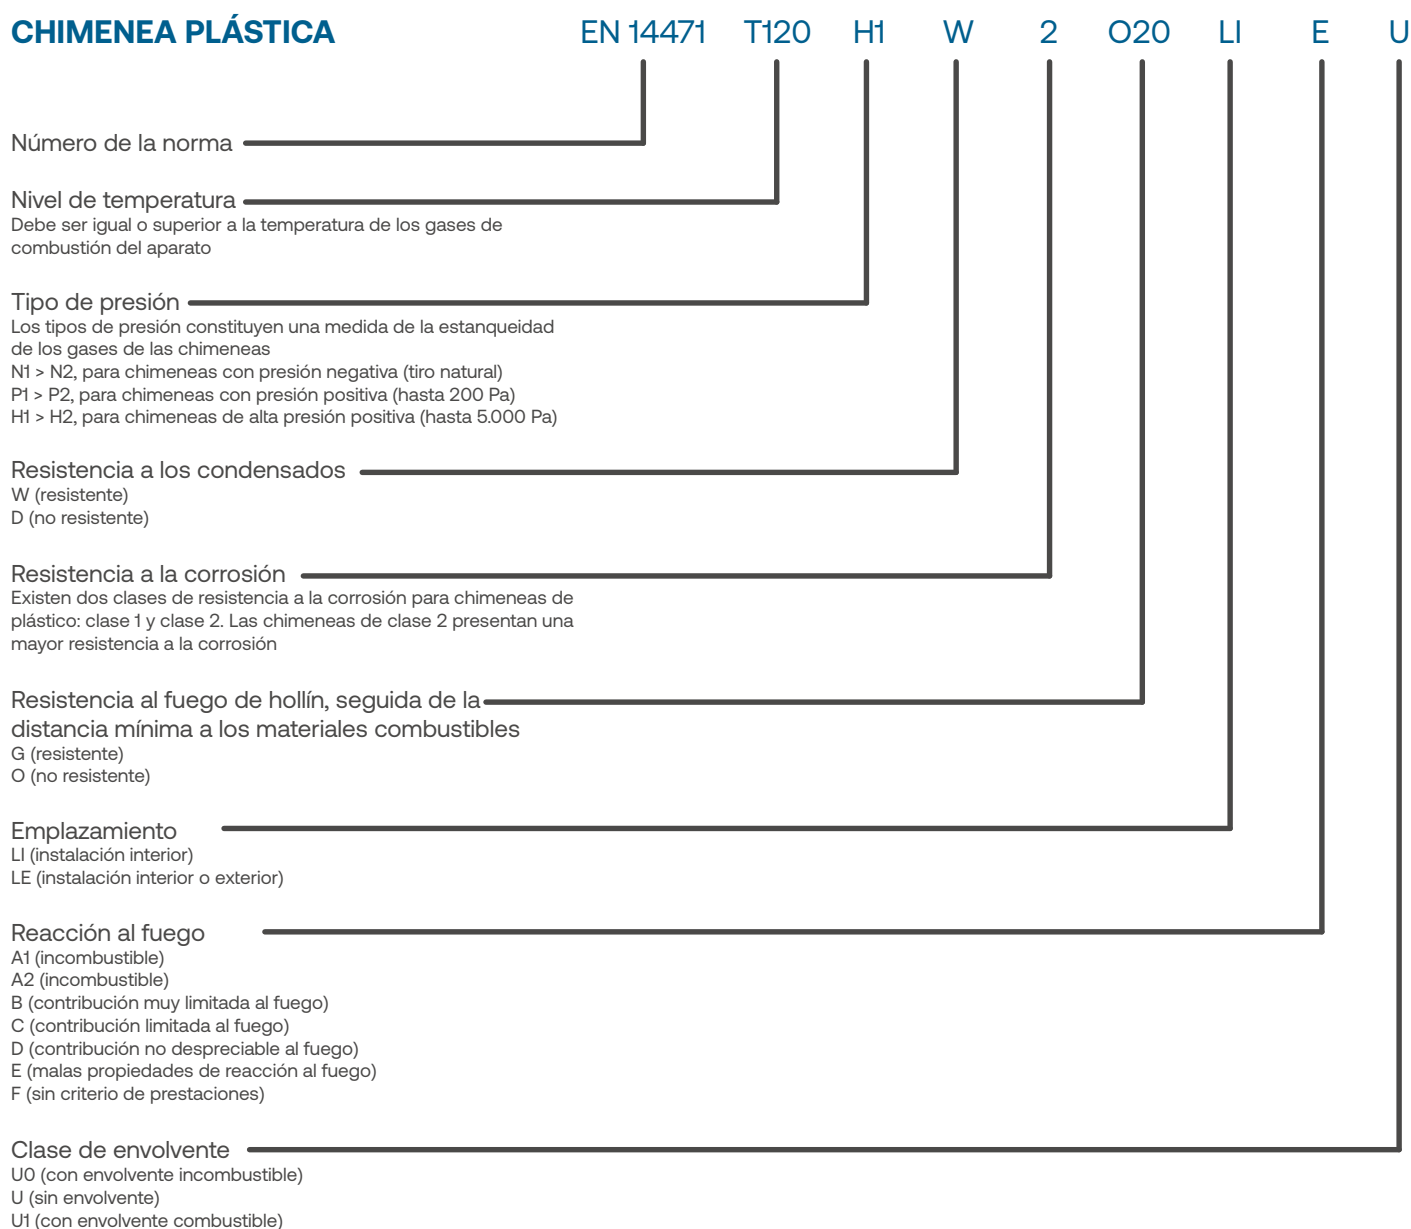 CHIMENEA PLÁSTICA EN 14471 T120 H1 W 2 O20 LI E U
Número de la norma
Nivel de temperatura
Debe ser igual o superior a la temperatura de los gases de
combustión del aparato
Tipo de presión
Los tipos de presión constituyen una medida de la estanqueidad
de los gases de las chimeneas
N1 > N2, para chimeneas con presión negativa (tiro natural)
P1 > P2, para chimeneas con presión positiva (hasta 200 Pa)
H1 > H2, para chimeneas de alta presión positiva (hasta 5.000 Pa)
Resistencia a los condensados
W (resistente)
D (no resistente)
Resistencia a la corrosión
Existen dos clases de resistencia a la corrosión para chimeneas de
plástico: clase 1 y clase 2. Las chimeneas de clase 2 presentan una
mayor resistencia a la corrosión
Resistencia al fuego de hollín, seguida de la
distancia mínima a los materiales combustibles
G (resistente)
O (no resistente)
Emplazamiento
LI (instalación interior)
LE (instalación interior o exterior)
Reacción al fuego
A1 (incombustible)
A2 (incombustible)
B (contribución muy limitada al fuego)
C (contribución limitada al fuego)
D (contribución no despreciable al fuego)
E (malas propiedades de reacción al fuego)
F (sin criterio de prestaciones)
Clase de envolvente
U0 (con envolvente incombustible)
U (sin envolvente)
U1 (con envolvente combustible)